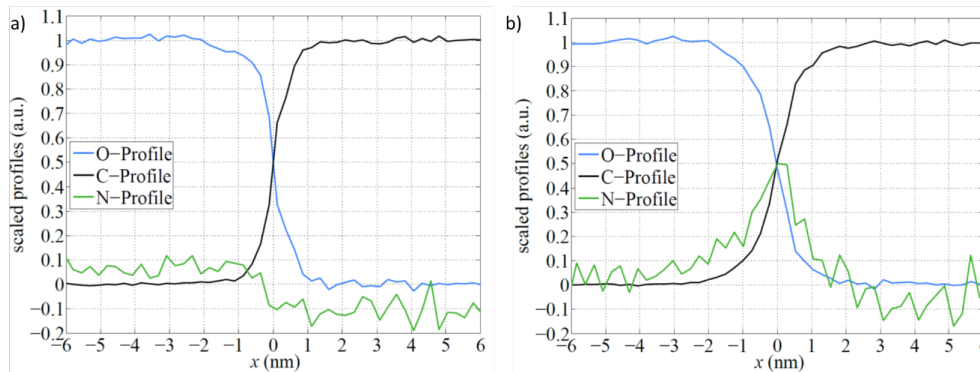 a)
1.1
1
0.9
0.8
0.7
0.6
0.5
0.4
0.3
0.2
0.1
0
−0.1
−0.2
scaled profiles (a.u.)
O−Profile
C−Profile
N−Profile
−6 −5 −4 −3 −2 −1 0 1 2 3 4 5 6
x (nm)
b)
1.1
1
0.9
0.8
0.7
0.6
0.5
0.4
0.3
0.2
0.1
0
−0.1
−0.2
scaled profiles (a.u.)
O−Profile
C−Profile
N−Profile
−6 −5 −4 −3 −2 −1 0 1 2 3 4 5 6
x (nm)